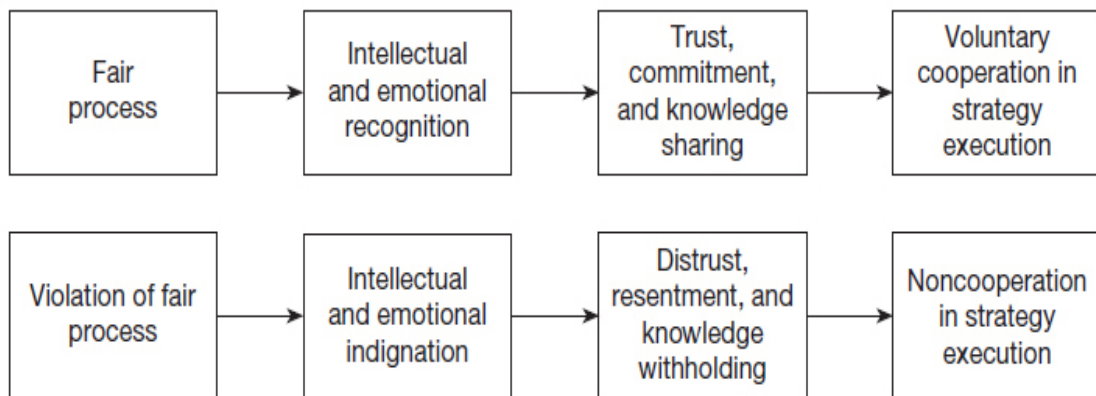 Fair
process
Intellectual
and emotional
recognition
Trust,
commitment,
and knowledge
sharing
Voluntary
cooperation in
strategy
execution
Violation of fair
process
Intellectual
and emotional
indignation
Distrust,
resentment, and
knowledge
withholding
Noncooperation
in strategy
execution